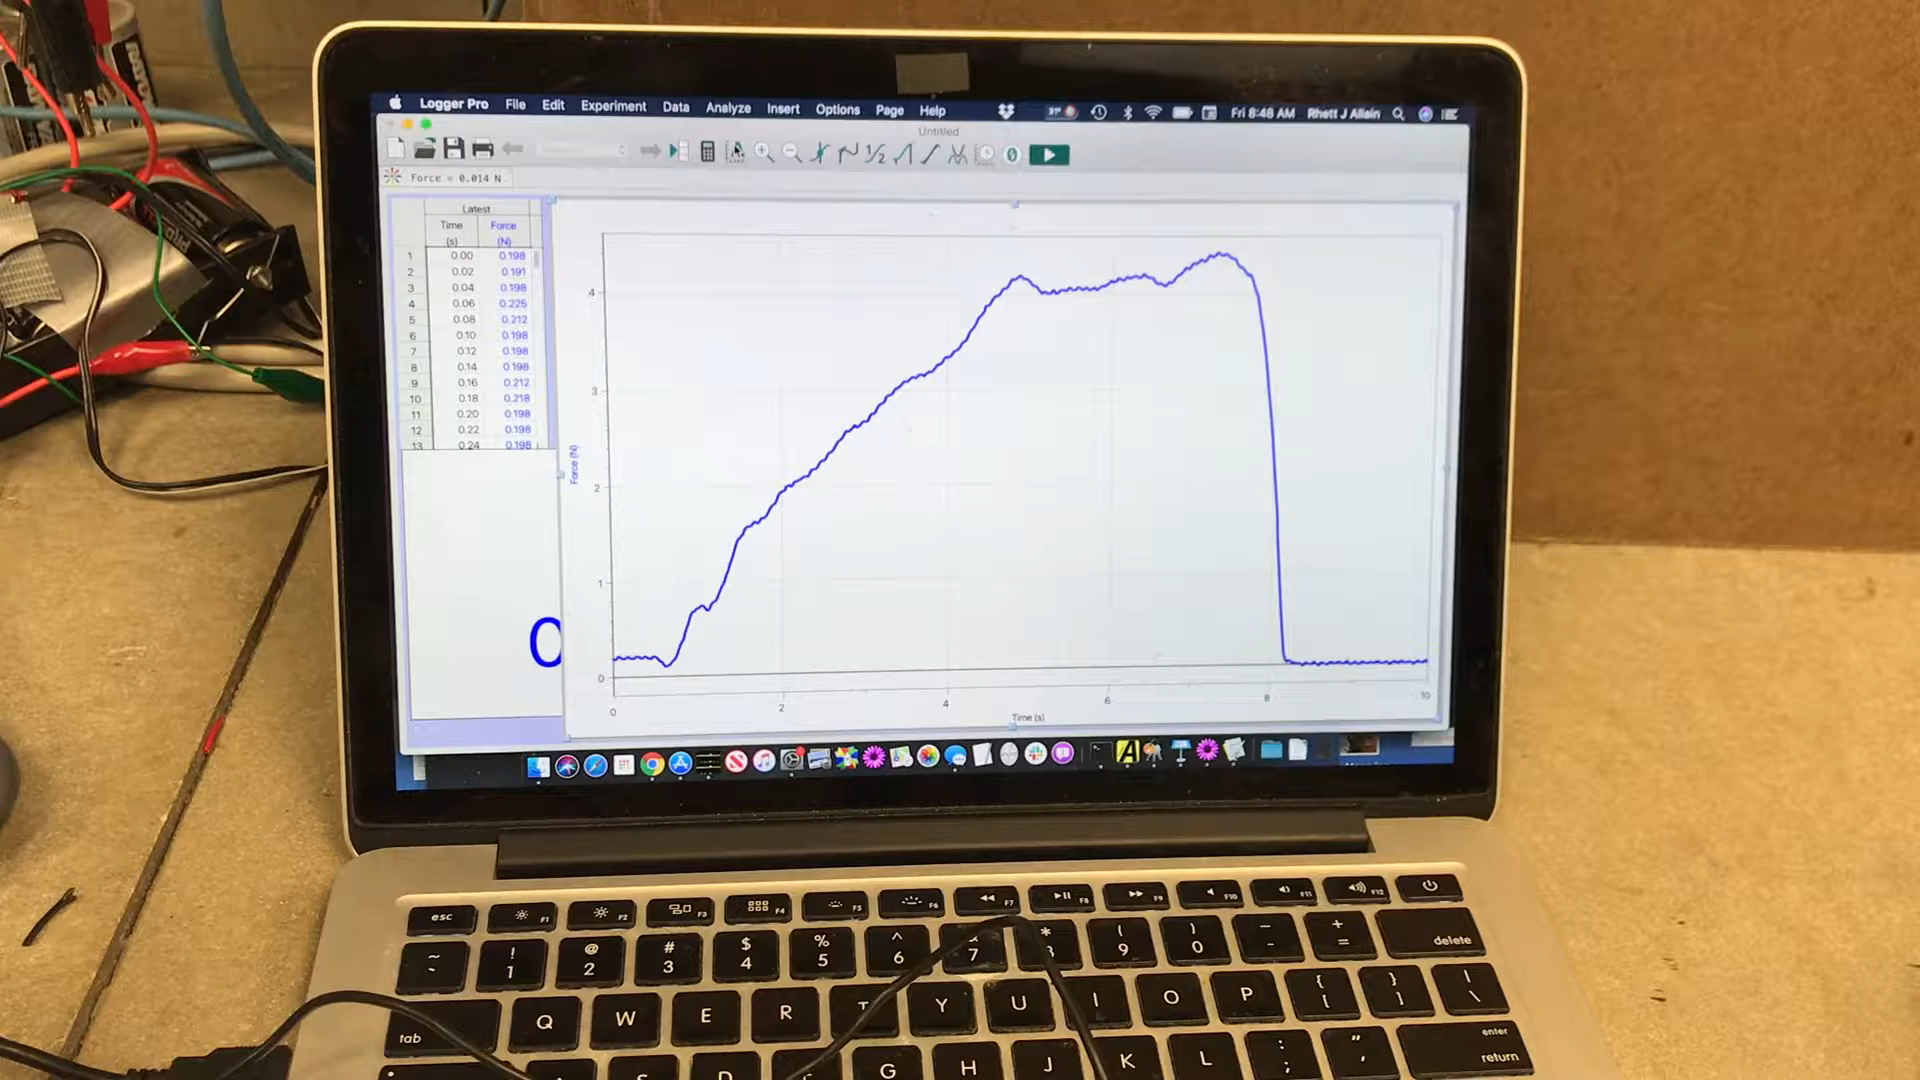 Logger Pro File Edit Experiment Data Analyze Insert Options Page Help Fri 8:48 AM Rhett J Allain
Untitled
1/2 0
Force = 0.014 N
Latest
Time Force
(s) (N)
1 0.00 0.198
2 0.02 0.191
3 0.04 0.198
4 0.06 0.225
5 0.08 0.212
6 0.10 0.198
7 0.12 0.198
8 0.14 0.198
9 0.16 0.212
10 0.18 0.218
11 0.20 0.198
12 0.22 0.198
13 0.24 0.198
4
3
Force (N)
2
1
0
0 2 4 6 8 10
Time (s)
esc F1 F2 F3 F4 F5 F6 F7 F8 F9 F10 F11 F12
~ ! @ # $ % ^ * ( ) - +
1 2 3 4 5 6 7 9 0 - = delete
tab Q W E R T Y U I O P { [ } ] | \
G H J K L : ; " ' enter
return